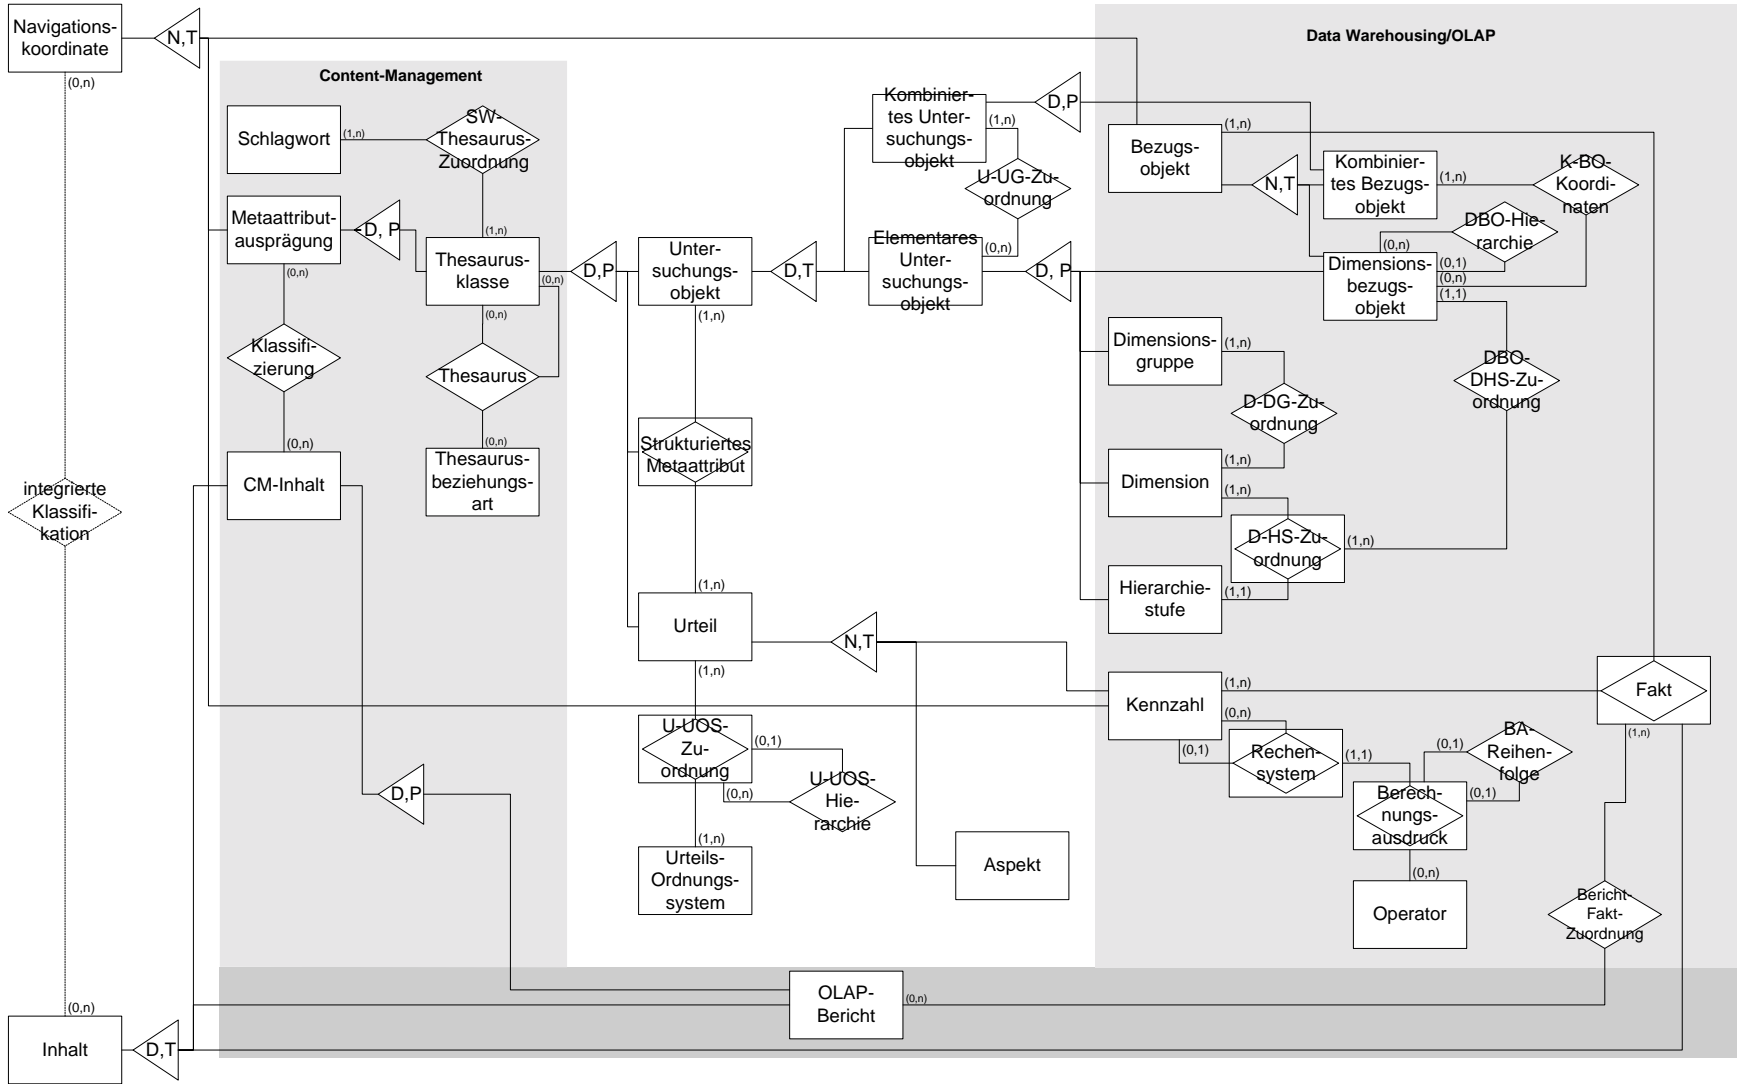 Navigations-
koordinate
N,T
(0,n)
Data Warehousing/OLAP
Content-Management
Schlagwort
(1,n)
SW-
Thesaurus-
Zuordnung
(1,n)
Metaattribut-
ausprägung
(0,n)
D, P
Thesaurus-
klasse
(0,n)
(0,n)
Klassifi-
zierung
Thesaurus
(0,n)
(0,n)
CM-Inhalt
Thesaurus-
beziehungs-
art
integrierte
Klassifi-
kation
D,P
Unter-
suchungs-
objekt
(1,n)
D,T
Kombinier-
tes Unter-
suchungs-
objekt
(1,n)
D,P
U-UG-Zu-
ordnung
(0,n)
Elementares
Unter-
suchungs-
objekt
D, P
Bezugs-
objekt
(1,n)
N,T
Kombinier-
tes Bezugs-
objekt
(1,n)
K-BO-
Koordi-
naten
DBO-Hie-
rarchie
(0,n)
Dimensions-
bezugs-
objekt
(0,1)
(0,n)
(1,1)
Dimensions-
gruppe
(1,n)
DBO-
DHS-Zu-
ordnung
D-DG-Zu-
ordnung
Dimension
(1,n)
(1,n)
D-HS-Zu-
ordnung
(1,n)
Hierarchie-
stufe
(1,1)
Strukturiertes
Metaattribut
(1,n)
Urteil
(1,n)
N,T
U-UOS-
Zu-
ordnung
(0,1)
(0,n)
U-UOS-
Hie-
rarchie
(1,n)
Urteils-
Ordnungs-
system
Aspekt
Kennzahl
(1,n)
(0,n)
(0,1)
Rechen-
system
(1,1)
Fakt
(1,n)
BA-
Reihen-
folge
(0,1)
(0,1)
Berech-
nungs-
ausdruck
(0,n)
Operator
Bericht-
Fakt-
Zuordnung
D,P
OLAP-
Bericht
(0,n)
(0,n)
Inhalt
D,T